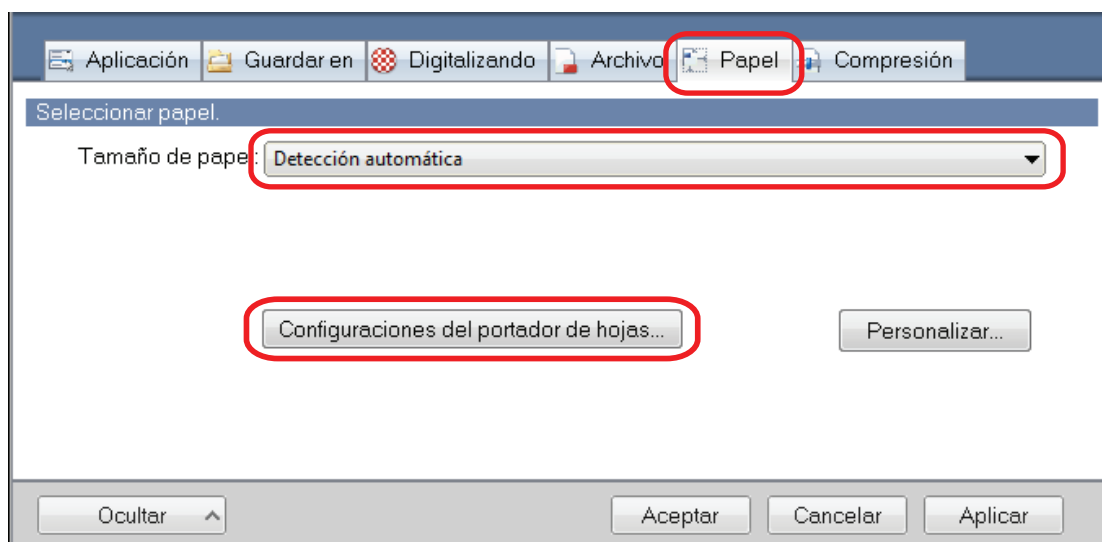 Aplicación Guardar en Digitalizando Archivo Papel Compresión
Seleccionar papel.
Tamaño de papel: Detección automática
Configuraciones del portador de hojas... Personalizar...
Ocultar Aceptar Cancelar Aplicar